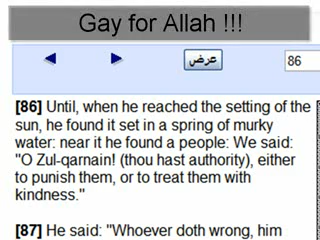 Gay for Allah !!!
عرض
86
[86] Until, when he reached the setting of the
sun, he found it set in a spring of murky
water: near it he found a people: We said:
"O Zul-qarnain! (thou hast authority), either
to punish them, or to treat them with
kindness."
[87] He said: "Whoever doth wrong, him